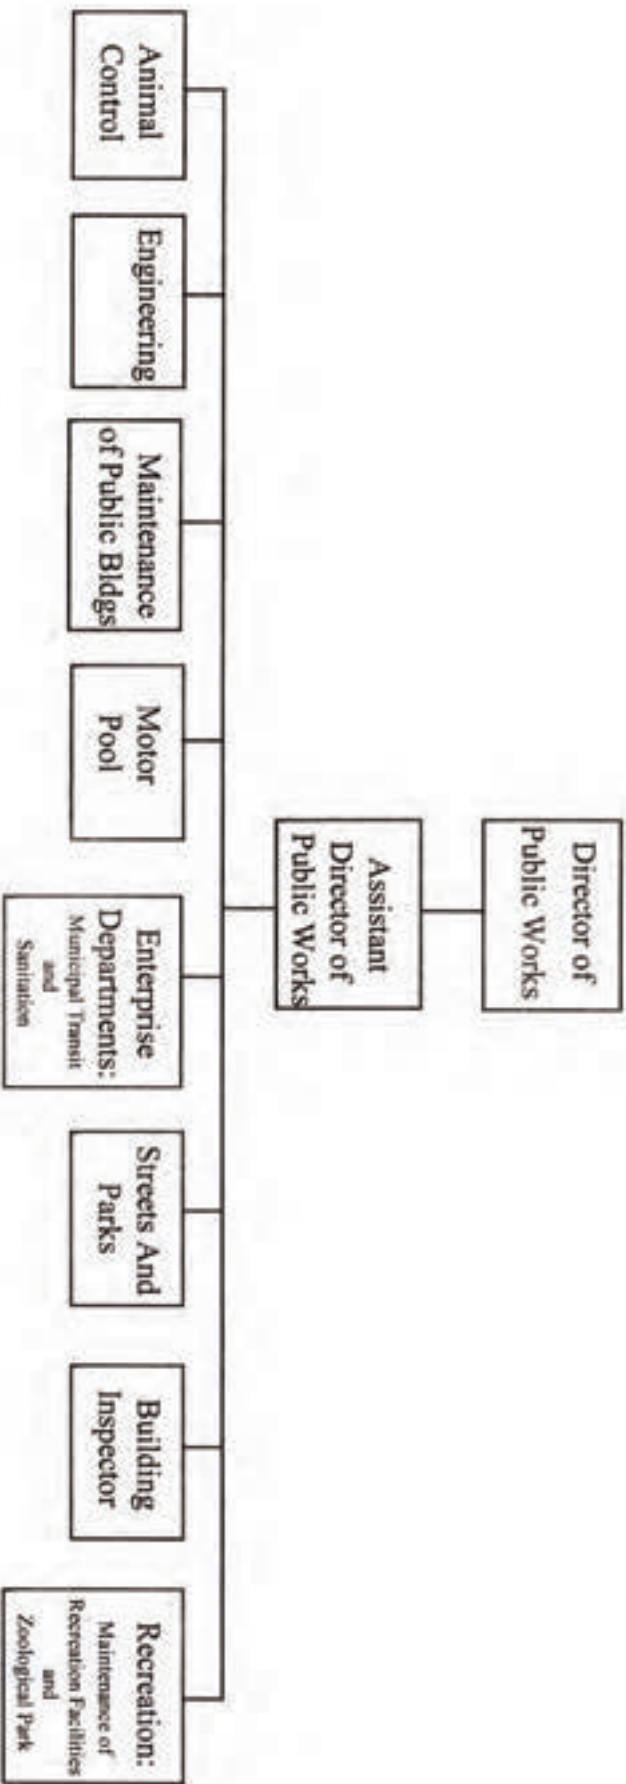 Director of
Public Works
Assistant
Director of
Public Works
Animal
Control
Engineering
Maintenance
of Public Bldgs
Motor
Pool
Enterprise
Departments:
Municipal Transit
and
Sanitation
Streets And
Parks
Building
Inspector
Recreation:
Maintenance of
Recreation Facilities
and
Zoological Park